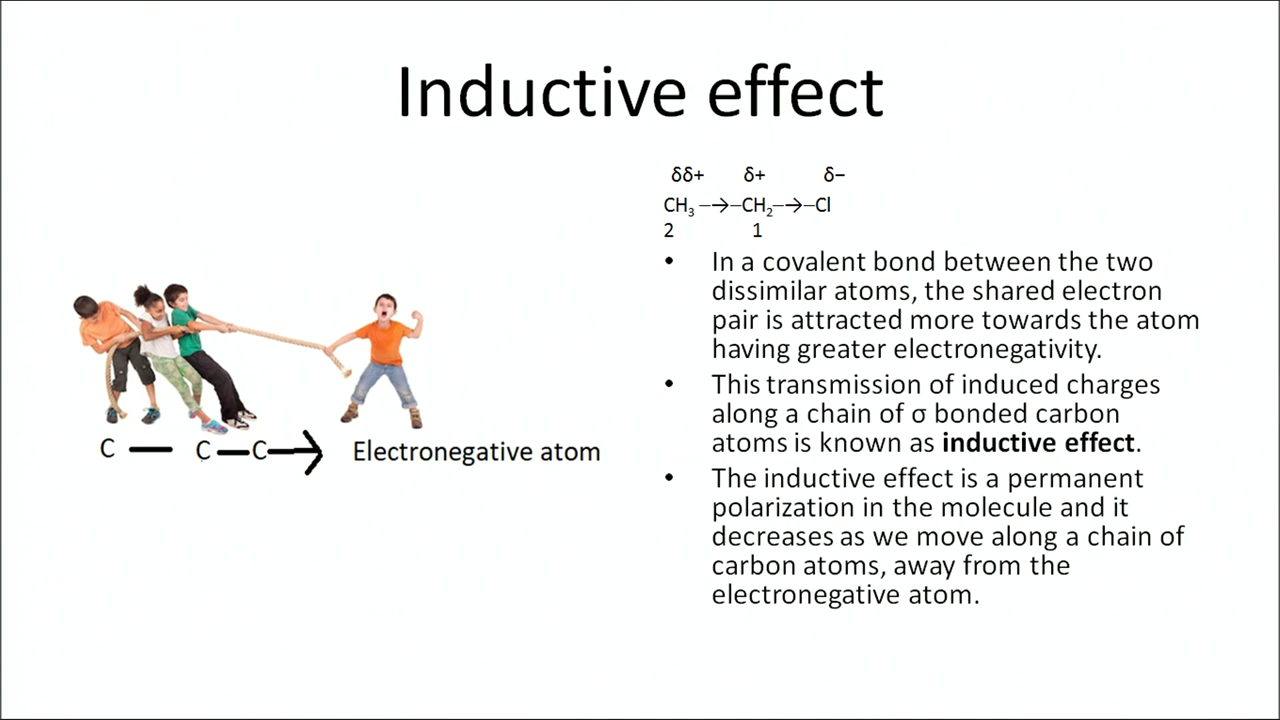 Inductive effect
δδ+ δ+ δ−
CH₃ –→–CH₂–→–Cl
2 1
• In a covalent bond between the two
dissimilar atoms, the shared electron
pair is attracted more towards the atom
having greater electronegativity.
• This transmission of induced charges
along a chain of σ bonded carbon
atoms is known as inductive effect.
• The inductive effect is a permanent
polarization in the molecule and it
decreases as we move along a chain of
carbon atoms, away from the
electronegative atom.
C — C—C→ Electronegative atom